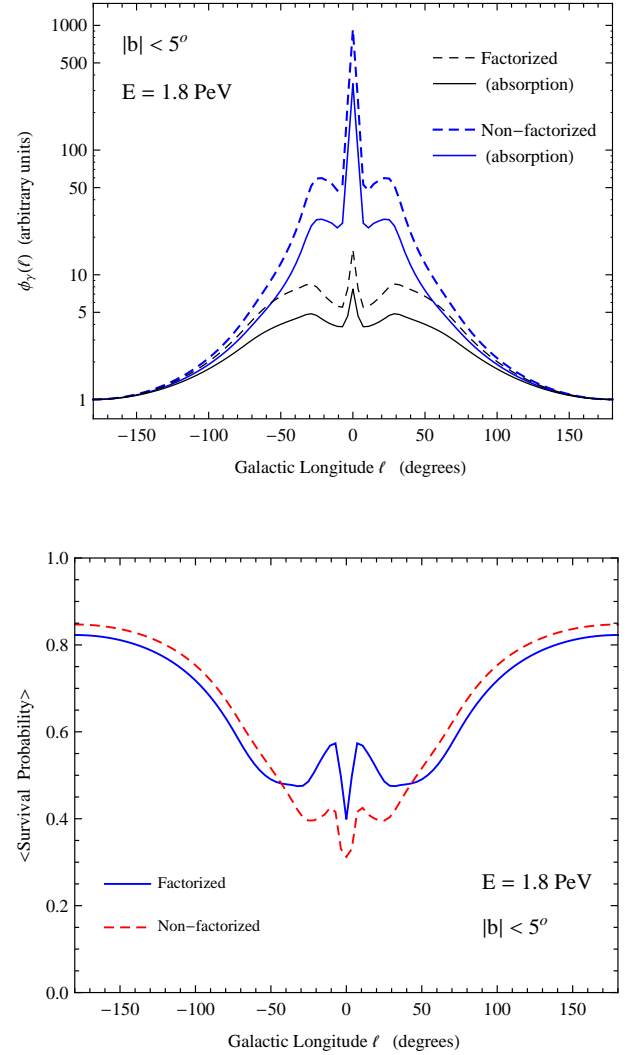 |b| < 5°
E = 1.8 PeV
Factorized
(absorption)
Non-factorized
(absorption)
ϕγ(ℓ) (arbitrary units)
1000
500
100
50
10
5
1
−150 −100 −50 0 50 100 150
Galactic Longitude ℓ (degrees)
<Survival Probability>
1.0
0.8
0.6
0.4
0.2
0.0
Factorized
Non-factorized
E = 1.8 PeV
|b| < 5°
−150 −100 −50 0 50 100 150
Galactic Longitude ℓ (degrees)